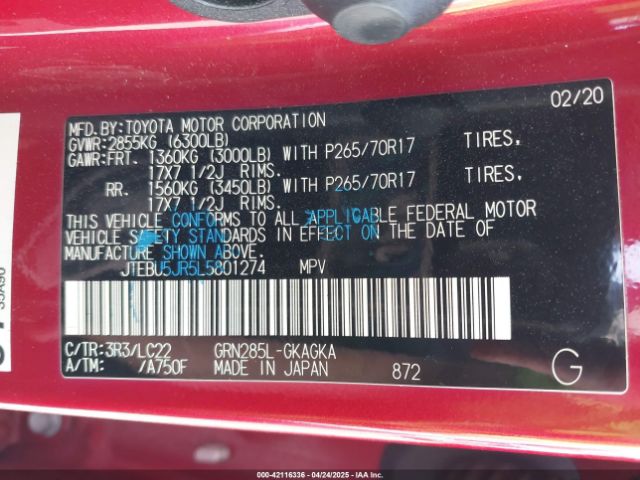 MFD.BY:TOYOTA MOTOR CORPORATION 02/20
GVWR:2855KG (6300LB)
GAWR:FRT. 1360KG (3000LB) WITH P265/70R17 TIRES,
17X7 1/2J RIMS.
RR. 1560KG (3450LB) WITH P265/70R17 TIRES,
17X7 1/2J RIMS.
THIS VEHICLE CONFORMS TO ALL APPLICABLE FEDERAL MOTOR
VEHICLE SAFETY STANDARDS IN EFFECT ON THE DATE OF
MANUFACTURE SHOWN ABOVE.
JTEBU5JR5L5801274 MPV
C/TR:3R3/LC22 GRN285L-GKAGKA
A/TM: /A750F MADE IN JAPAN 872 G
000-42116336 - 04/24/2025 - IAA Inc.